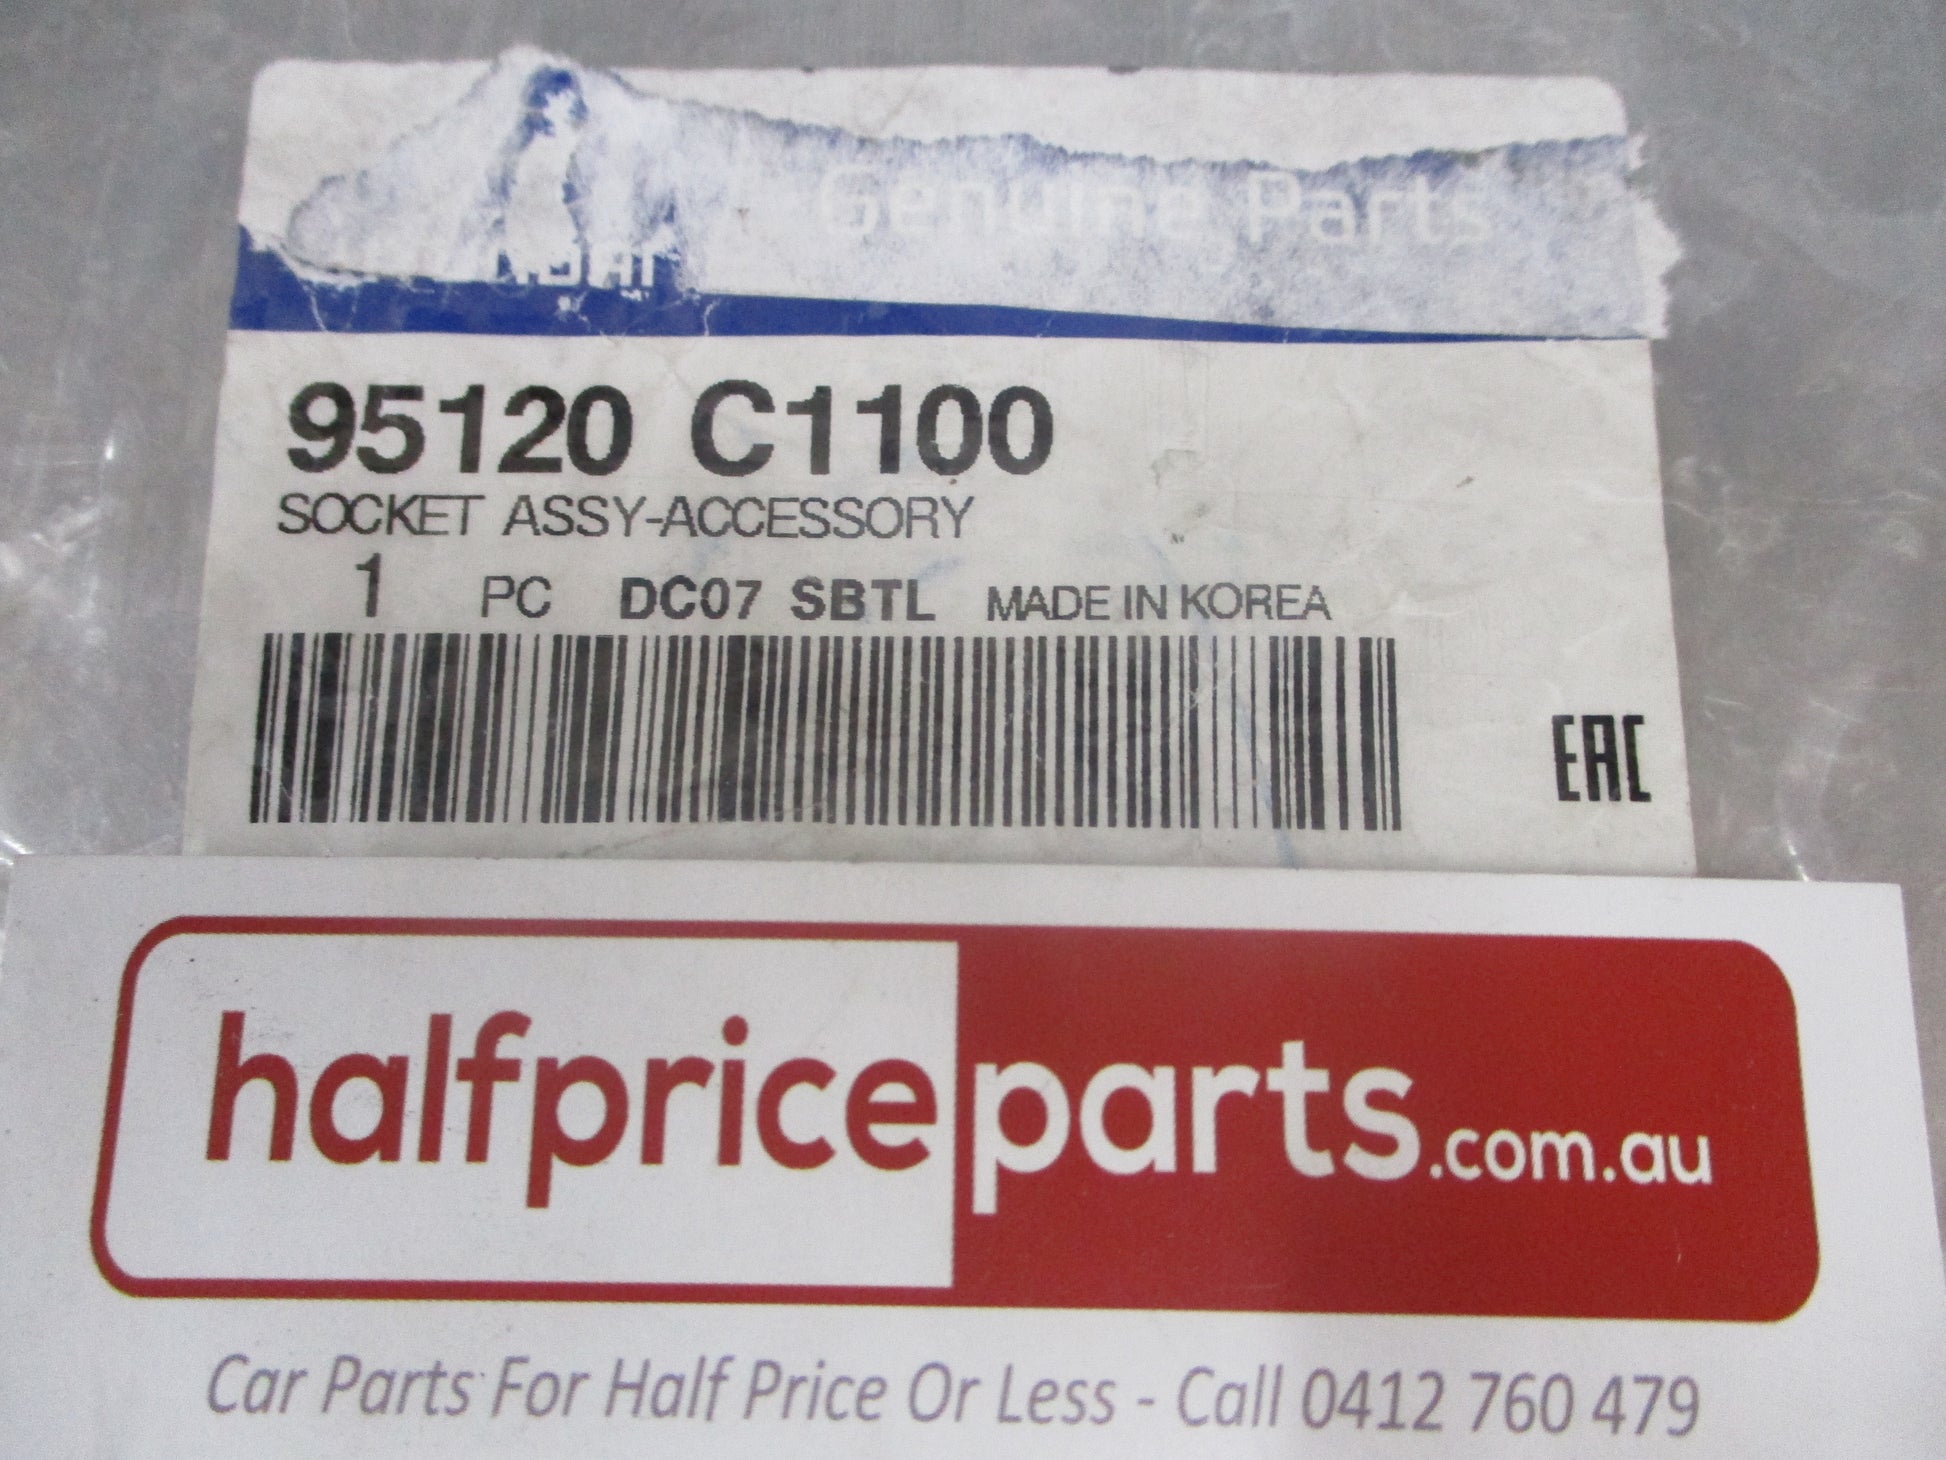 Genuine Parts
95120 C1100
SOCKET ASSY-ACCESSORY
1 PC DC07 SBTL MADE IN KOREA
EAC
halfpriceparts.com.au
Car Parts For Half Price Or Less - Call 0412 760 479